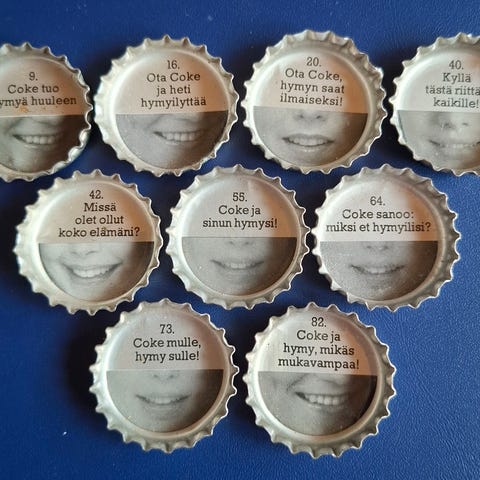 9.
Coke tuo
hymyä huuleen
16.
Ota Coke
ja heti
hymyilyttää
20.
Ota Coke,
hymyn saat
ilmaiseksi!
40.
Kyllä
tästä riittä
kaikille!
42.
Missä
olet ollut
koko elämäni?
55.
Coke ja
sinun hymysi!
64.
Coke sanoo:
miksi et hymyilisi?
73.
Coke mulle,
hymy sulle!
82.
Coke ja
hymy, mikäs
mukavampaa!